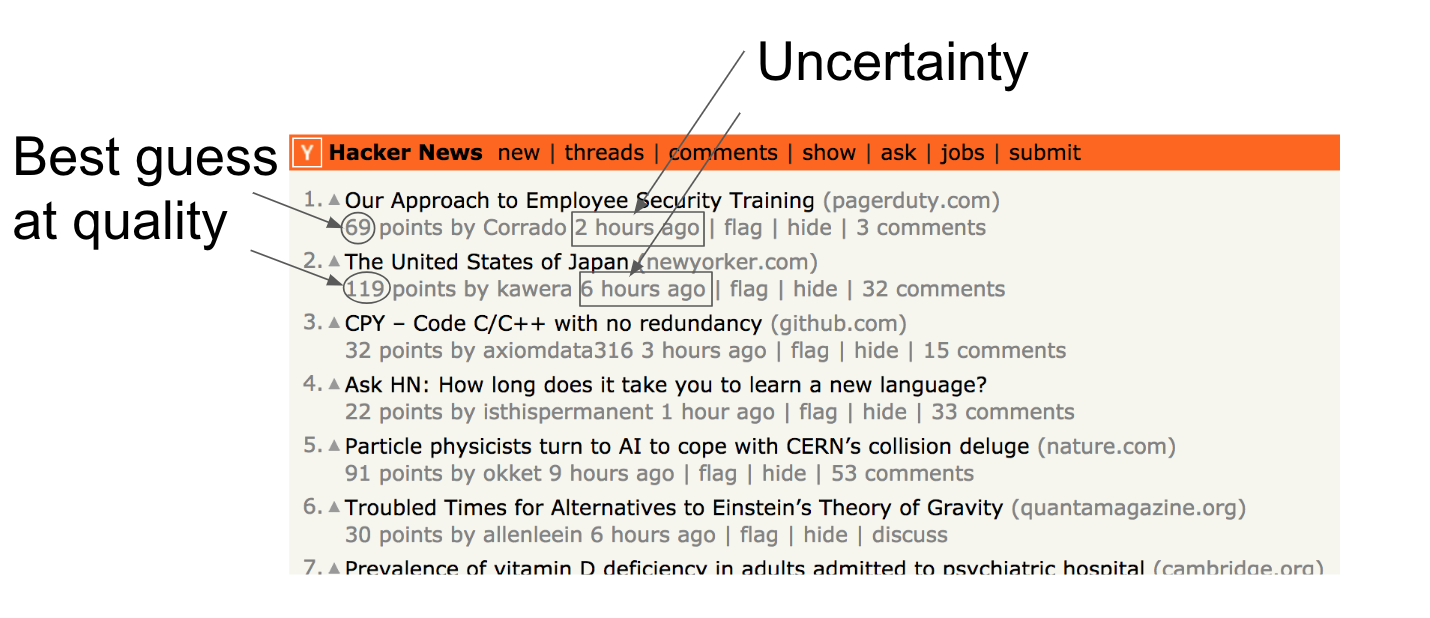 Uncertainty
Best guess
at quality
Y Hacker News new | threads | comments | show | ask | jobs | submit
1. Our Approach to Employee Security Training (pagerduty.com)
69 points by Corrado 2 hours ago | flag | hide | 3 comments
2. The United States of Japan (newyorker.com)
119 points by kawera 6 hours ago | flag | hide | 32 comments
3. CPY – Code C/C++ with no redundancy (github.com)
32 points by axiomdata316 3 hours ago | flag | hide | 15 comments
4. Ask HN: How long does it take you to learn a new language?
22 points by isthispermanent 1 hour ago | flag | hide | 33 comments
5. Particle physicists turn to AI to cope with CERN’s collision deluge (nature.com)
91 points by okket 9 hours ago | flag | hide | 53 comments
6. Troubled Times for Alternatives to Einstein’s Theory of Gravity (quantamagazine.org)
30 points by allenleein 6 hours ago | flag | hide | discuss
7. Prevalence of vitamin D deficiency in adults admitted to psychiatric hospital (cambridge.org)